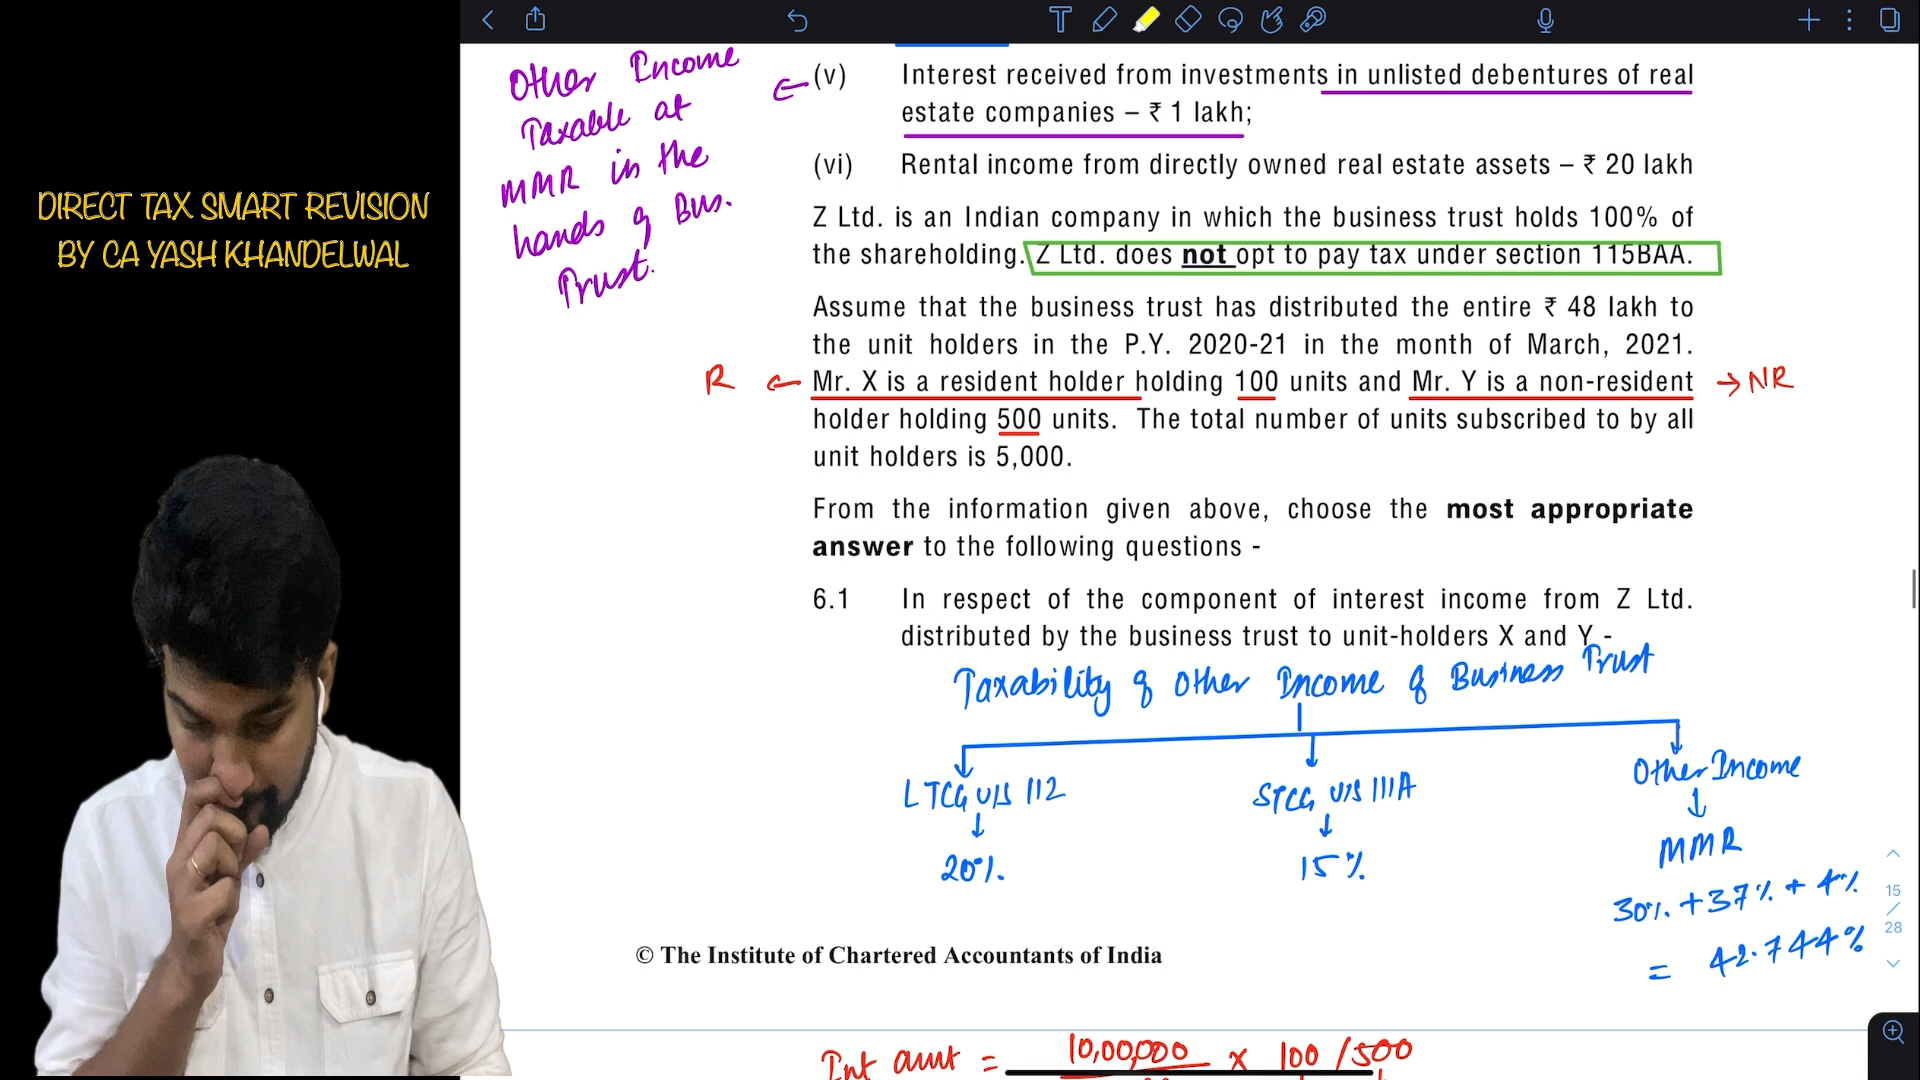 DIRECT TAX SMART REVISION
BY CA YASH KHANDELWAL
Other Income
Taxable at
MMR in the
hands of Bus.
Trust.
(v) Interest received from investments in unlisted debentures of real
estate companies – ₹ 1 lakh;
(vi) Rental income from directly owned real estate assets – ₹ 20 lakh
Z Ltd. is an Indian company in which the business trust holds 100% of
the shareholding. Z Ltd. does not opt to pay tax under section 115BAA.
Assume that the business trust has distributed the entire ₹ 48 lakh to
the unit holders in the P.Y. 2020-21 in the month of March, 2021.
R Mr. X is a resident holder holding 100 units and Mr. Y is a non-resident → NR
holder holding 500 units. The total number of units subscribed to by all
unit holders is 5,000.
From the information given above, choose the most appropriate
answer to the following questions -
6.1 In respect of the component of interest income from Z Ltd.
distributed by the business trust to unit-holders X and Y -
Taxability of Other Income of Business Trust
LTCG u/s 112
20%.
STCG u/s 111A
15%
Other Income
MMR
30%. + 37% + 4%
= 42.744%
15
/
28
© The Institute of Chartered Accountants of India
Int amt = 10,00,000 x 100 / 500